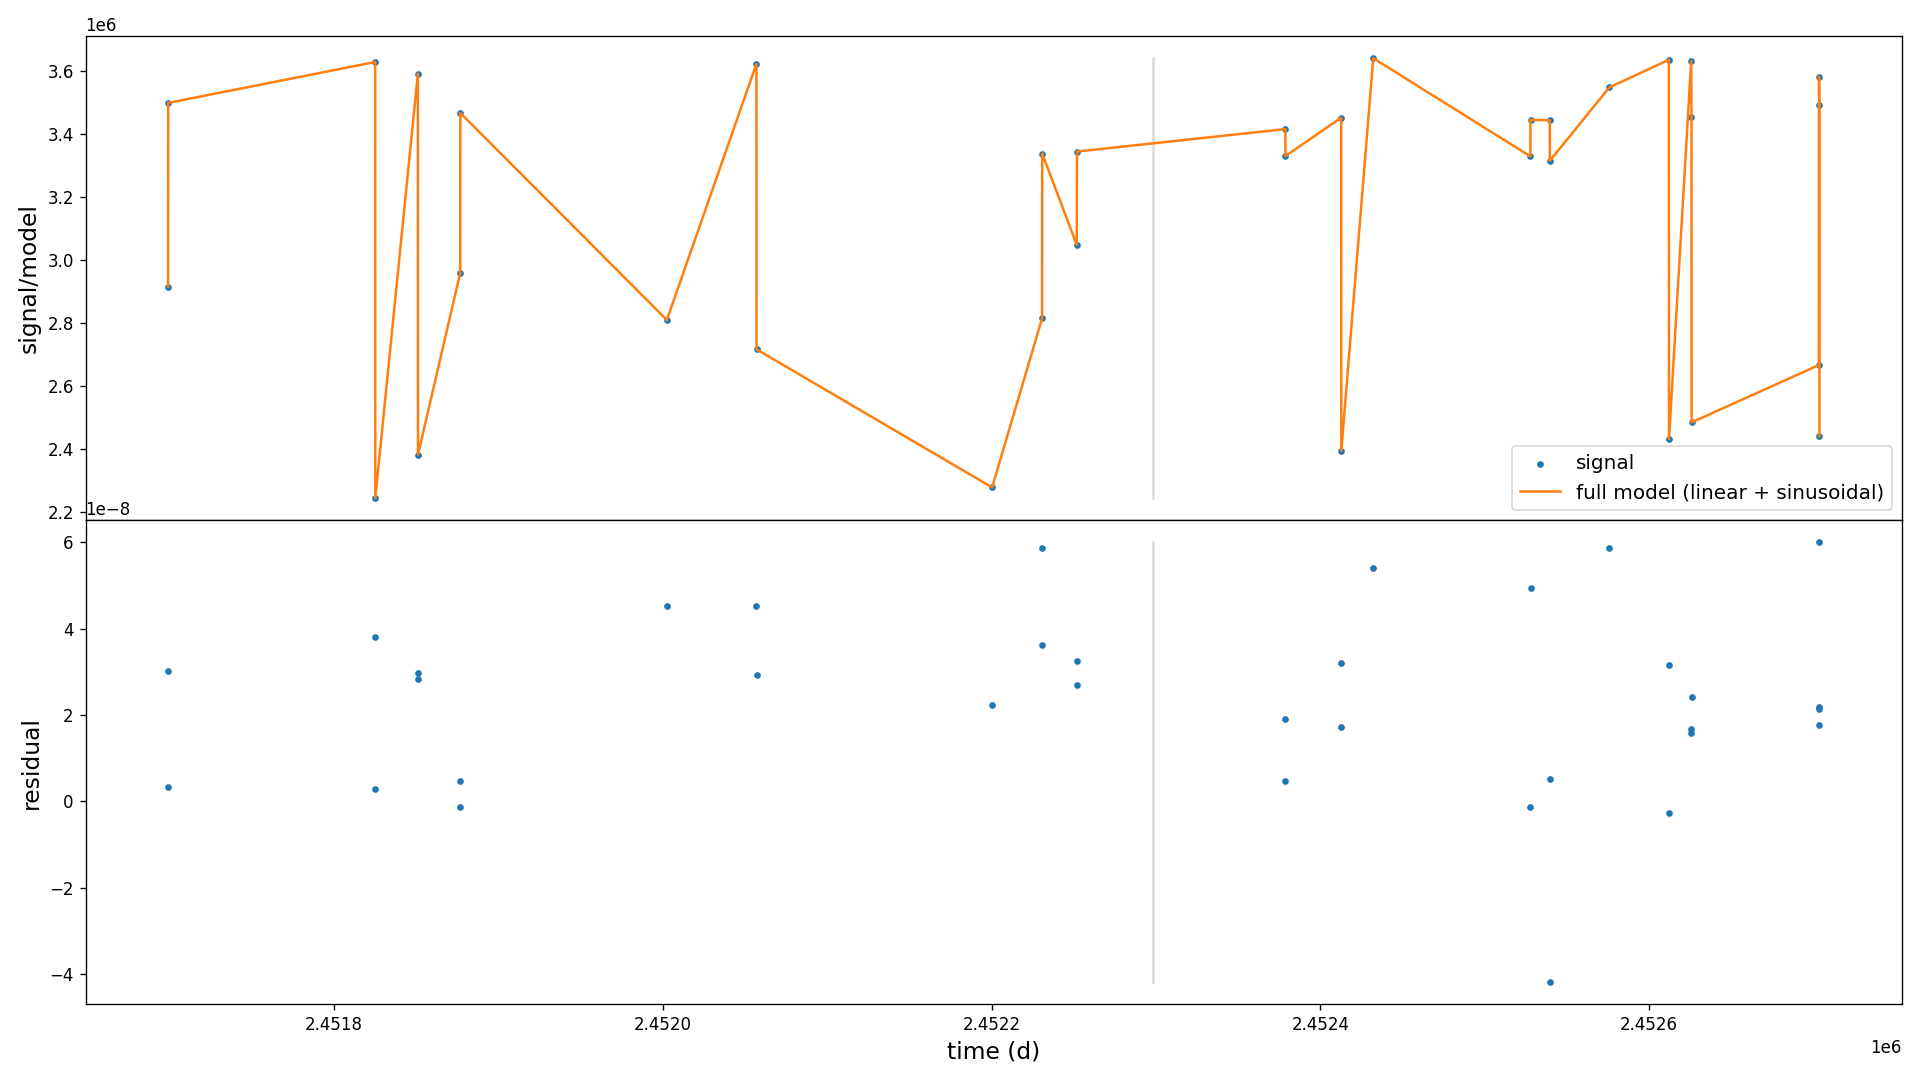 1e6
3.6
3.4
3.2
3.0
2.8
2.6
2.4
2.2
signal/model
signal
full model (linear + sinusoidal)
1e−8
6
4
2
0
−2
−4
residual
2.4518
2.4520
2.4522
2.4524
2.4526
1e6
time (d)